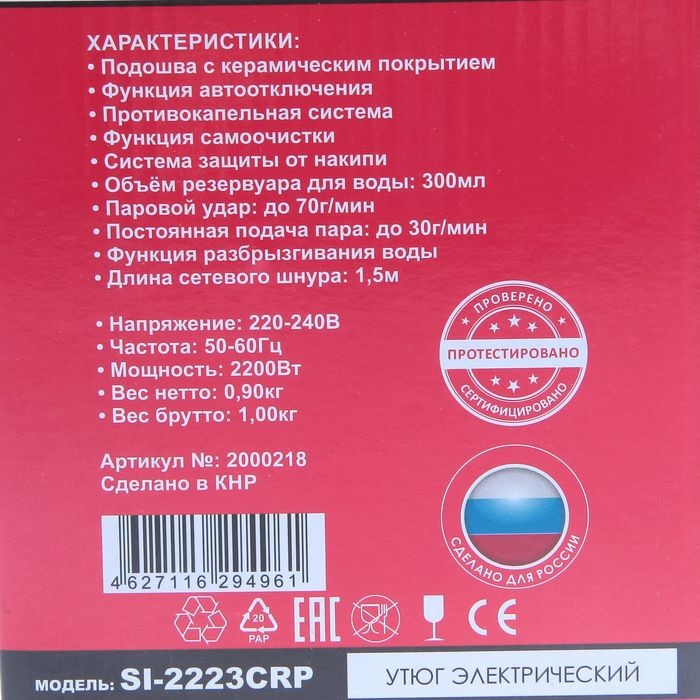 ХАРАКТЕРИСТИКИ:
• Подошва с керамическим покрытием
• Функция автоотключения
• Противокапельная система
• Функция самоочистки
• Система защиты от накипи
• Объём резервуара для воды: 300мл
• Паровой удар: до 70г/мин
• Постоянная подача пара: до 30г/мин
• Функция разбрызгивания воды
• Длина сетевого шнура: 1,5м
• Напряжение: 220-240В
• Частота: 50-60Гц
• Мощность: 2200Вт
• Вес нетто: 0,90кг
• Вес брутто: 1,00кг
ПРОВЕРЕНО
ПРОТЕСТИРОВАНО
СЕРТИФИЦИРОВАНО
Артикул №: 2000218
Сделано в КНР
СДЕЛАНО ДЛЯ РОССИИ
4 627116 294961
20
PAP
EAC
CE
МОДЕЛЬ: SI-2223CRP
УТЮГ ЭЛЕКТРИЧЕСКИЙ